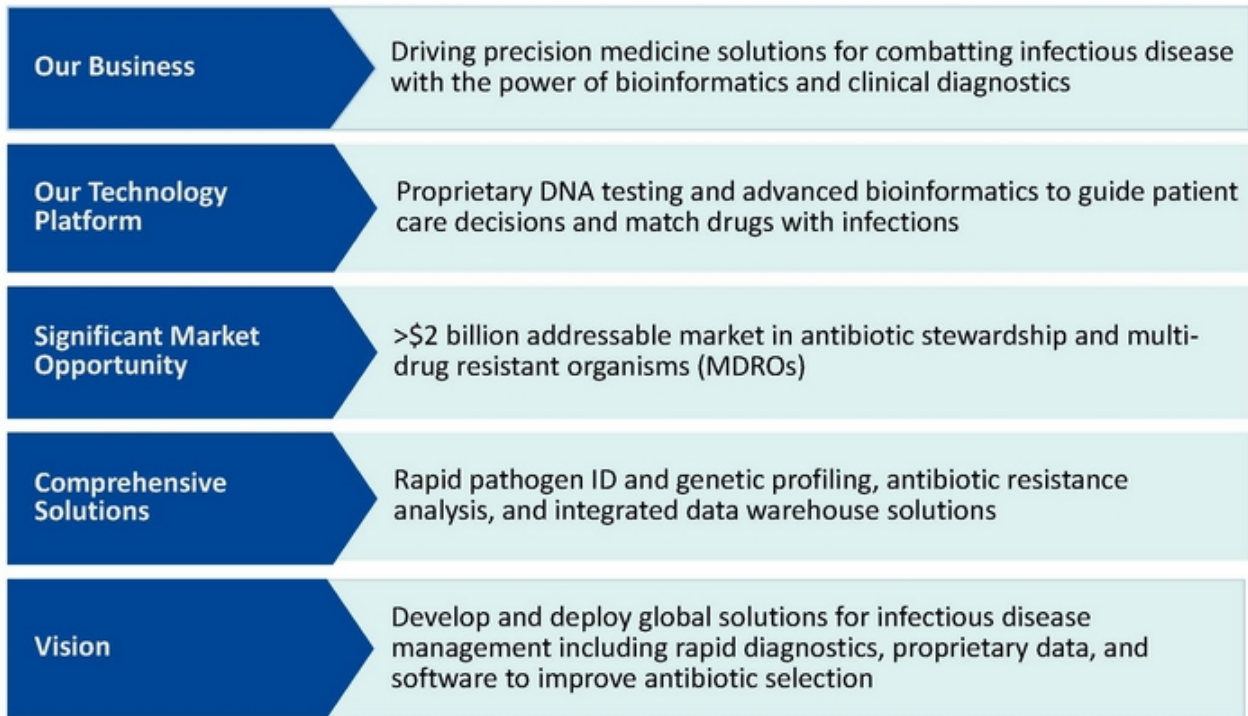 Our Business
Driving precision medicine solutions for combatting infectious disease
with the power of bioinformatics and clinical diagnostics
Our Technology
Platform
Proprietary DNA testing and advanced bioinformatics to guide patient
care decisions and match drugs with infections
Significant Market
Opportunity
>$2 billion addressable market in antibiotic stewardship and multi-
drug resistant organisms (MDROs)
Comprehensive
Solutions
Rapid pathogen ID and genetic profiling, antibiotic resistance
analysis, and integrated data warehouse solutions
Vision
Develop and deploy global solutions for infectious disease
management including rapid diagnostics, proprietary data, and
software to improve antibiotic selection